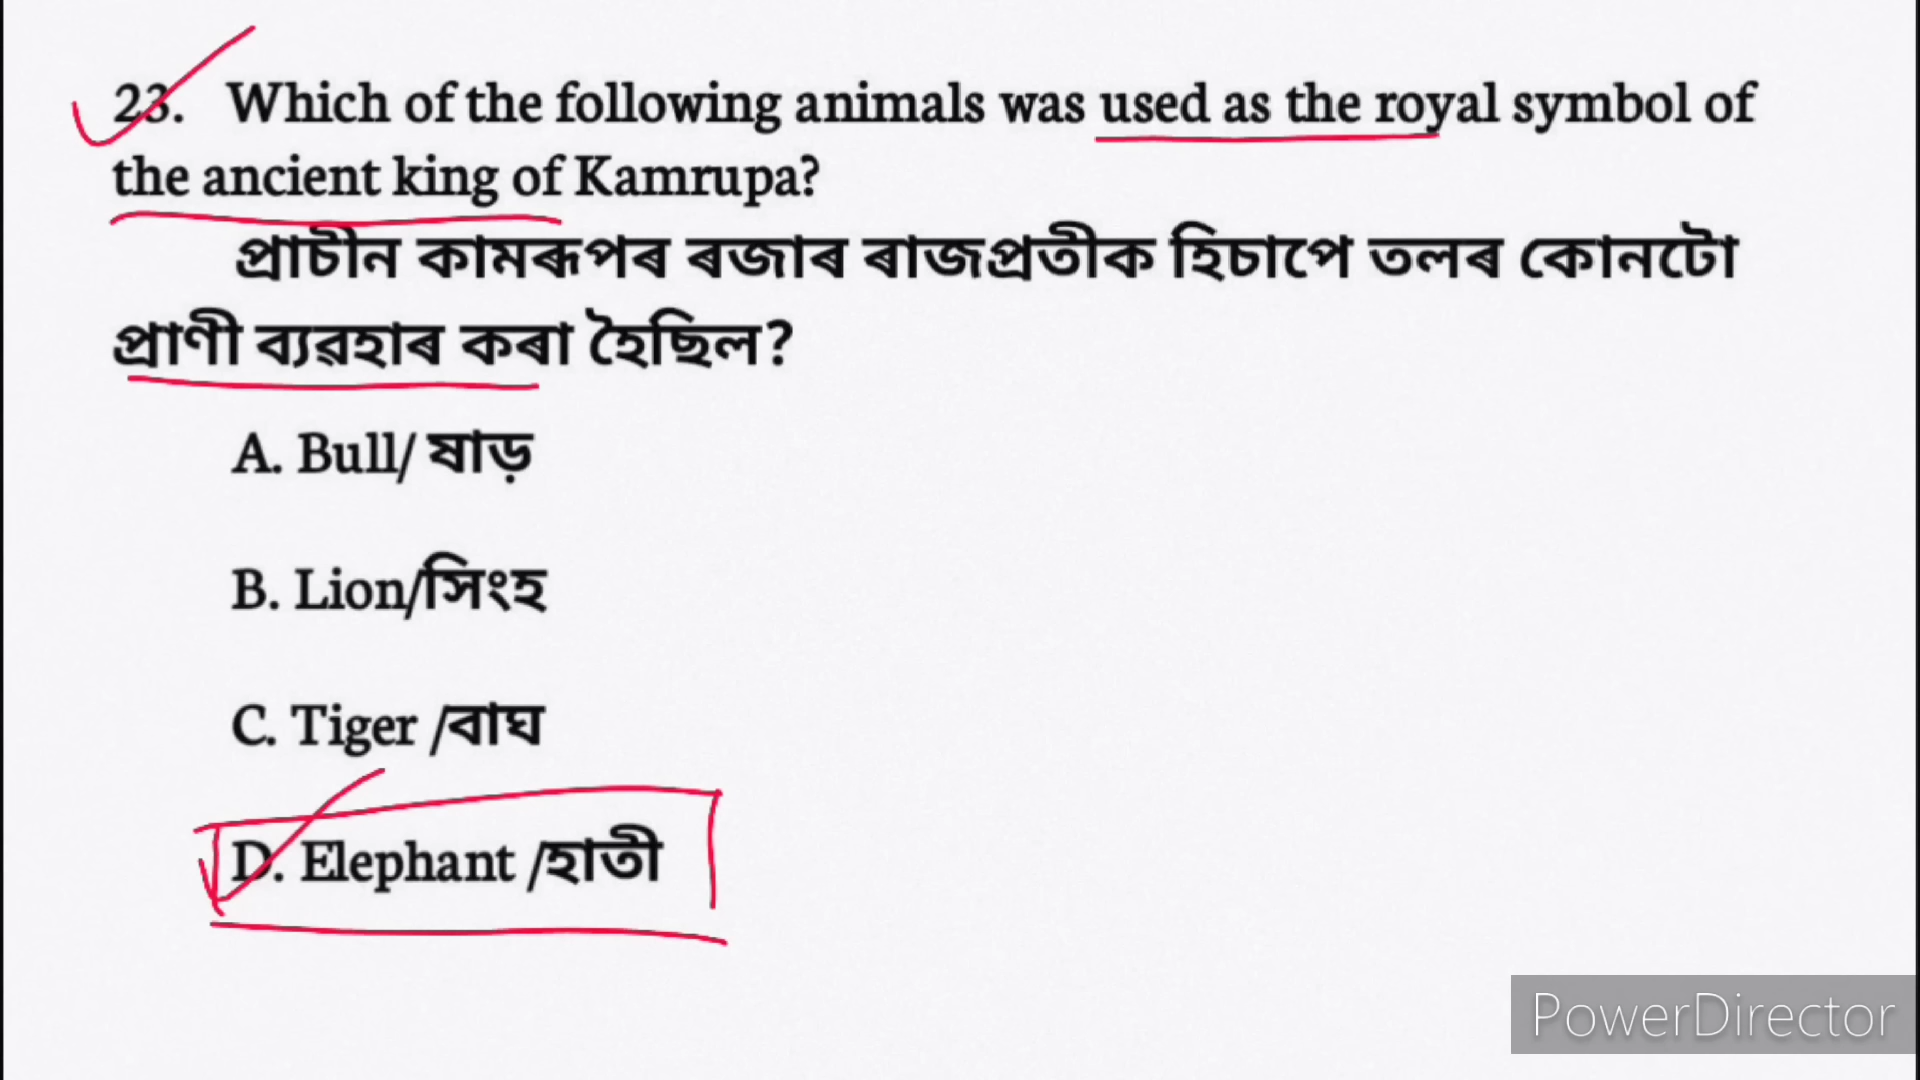 23. Which of the following animals was used as the royal symbol of
the ancient king of Kamrupa?
প্ৰাচীন কামৰূপৰ ৰজাৰ ৰাজপ্ৰতীক হিচাপে তলৰ কোনটো
প্ৰাণী ব্যৱহাৰ কৰা হৈছিল?
A. Bull/ ষাড়
B. Lion/সিংহ
C. Tiger /বাঘ
D. Elephant /হাতী
PowerDirector